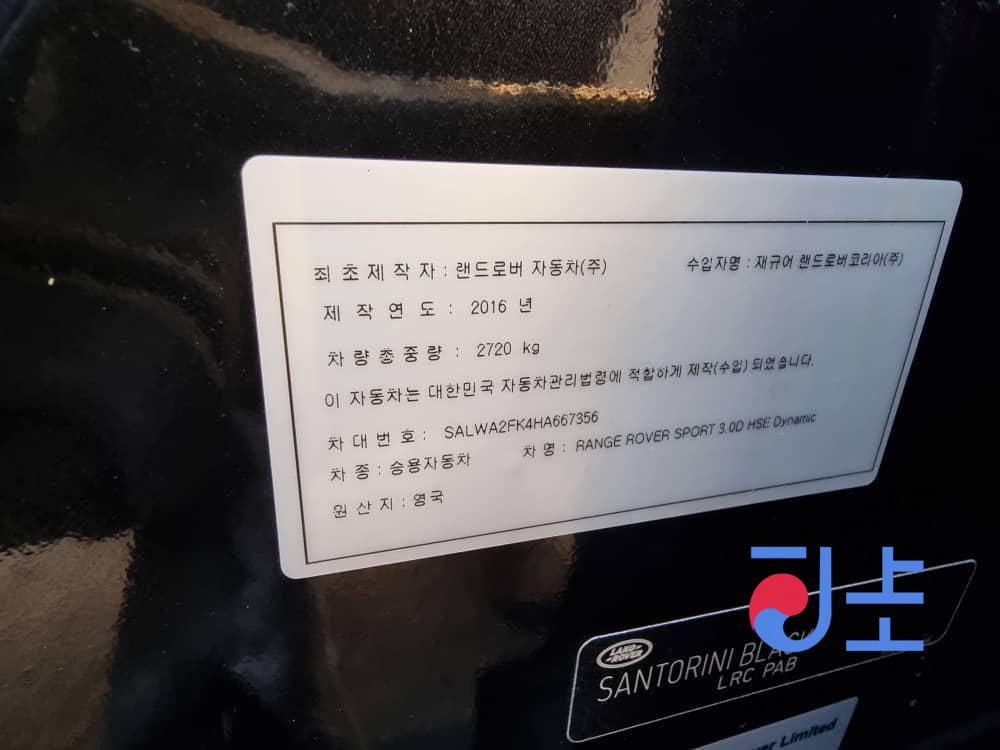 최초제작자 : 랜드로버 자동차(주) 수입자명 : 재규어 랜드로버코리아(주)
제 작 연 도 : 2016 년
차량총중량 : 2720 kg
이 자동차는 대한민국 자동차관리법령에 적합하게 제작(수입) 되었습니다.
차대번호 : SALWA2FK4HA667356
차 종 : 승용자동차 차 명 : RANGE ROVER SPORT 3.0D HSE Dynamic
원 산 지 : 영국
LAND
ROVER
SANTORINI BLACK
LRC PAB
Limited